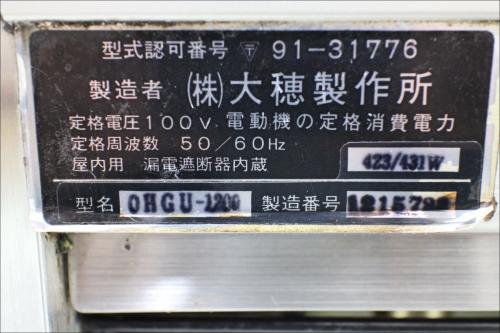 型式認可番号 〒 91-31776
製造者 (株)大穂製作所
定格電圧100V 電動機の定格消費電力
定格周波数 50/60Hz
屋内用 漏電遮断器内蔵 423/431W
型名 OHGU-1200 製造番号